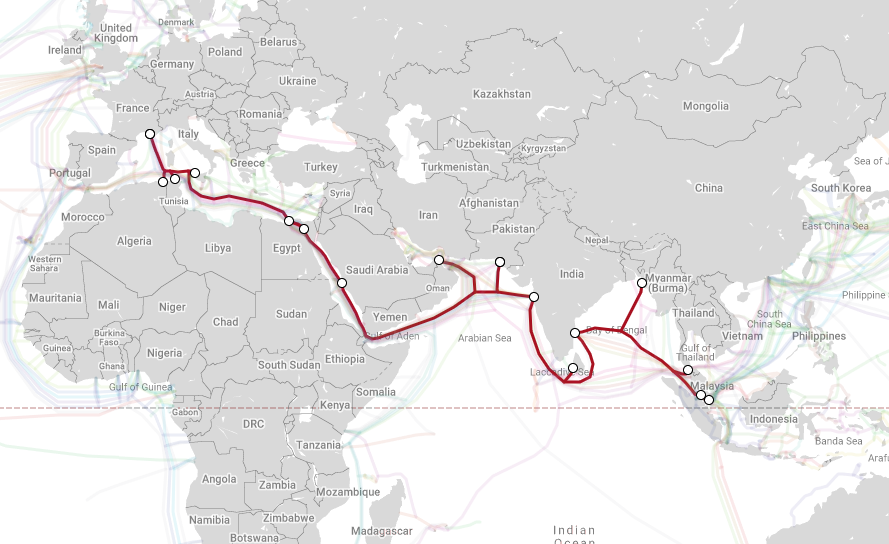 Denmark
United
Kingdom
Ireland
Belarus
Poland
Germany
Ukraine
Kazakhstan
Austria
France
Romania
Mongolia
Italy
Spain
Uzbekistan
Kyrgyzstan
Sea of J
Portugal
Greece
Turkey
Turkmenistan
China
South Korea
Syria
Tunisia
Morocco
Iraq
Iran
Afghanistan
Pakistan
East China Sea
Algeria
Libya
Egypt
Nepal
Western
Sahara
Saudi Arabia
India
Myanmar
(Burma)
Oman
Philippine S
Mauritania
Mali
Niger
Chad
Sudan
Yemen
Gulf of Aden
Arabian Sea
Bay of Bengal
Thailand
South
China Sea
Vietnam
Philippines
Burkina
Faso
Guinea
Ghana
Nigeria
Ethiopia
South Sudan
Laccadive Sea
Gulf of
Thailand
Malaysia
Gulf of Guinea
Gabon
Somalia
Kenya
DRC
Indonesia
Tanzania
Banda Sea
Arafu
Angola
Zambia
Mozambique
Namibia
Zimbabwe
Botswana
Madagascar
Indian
Ocean